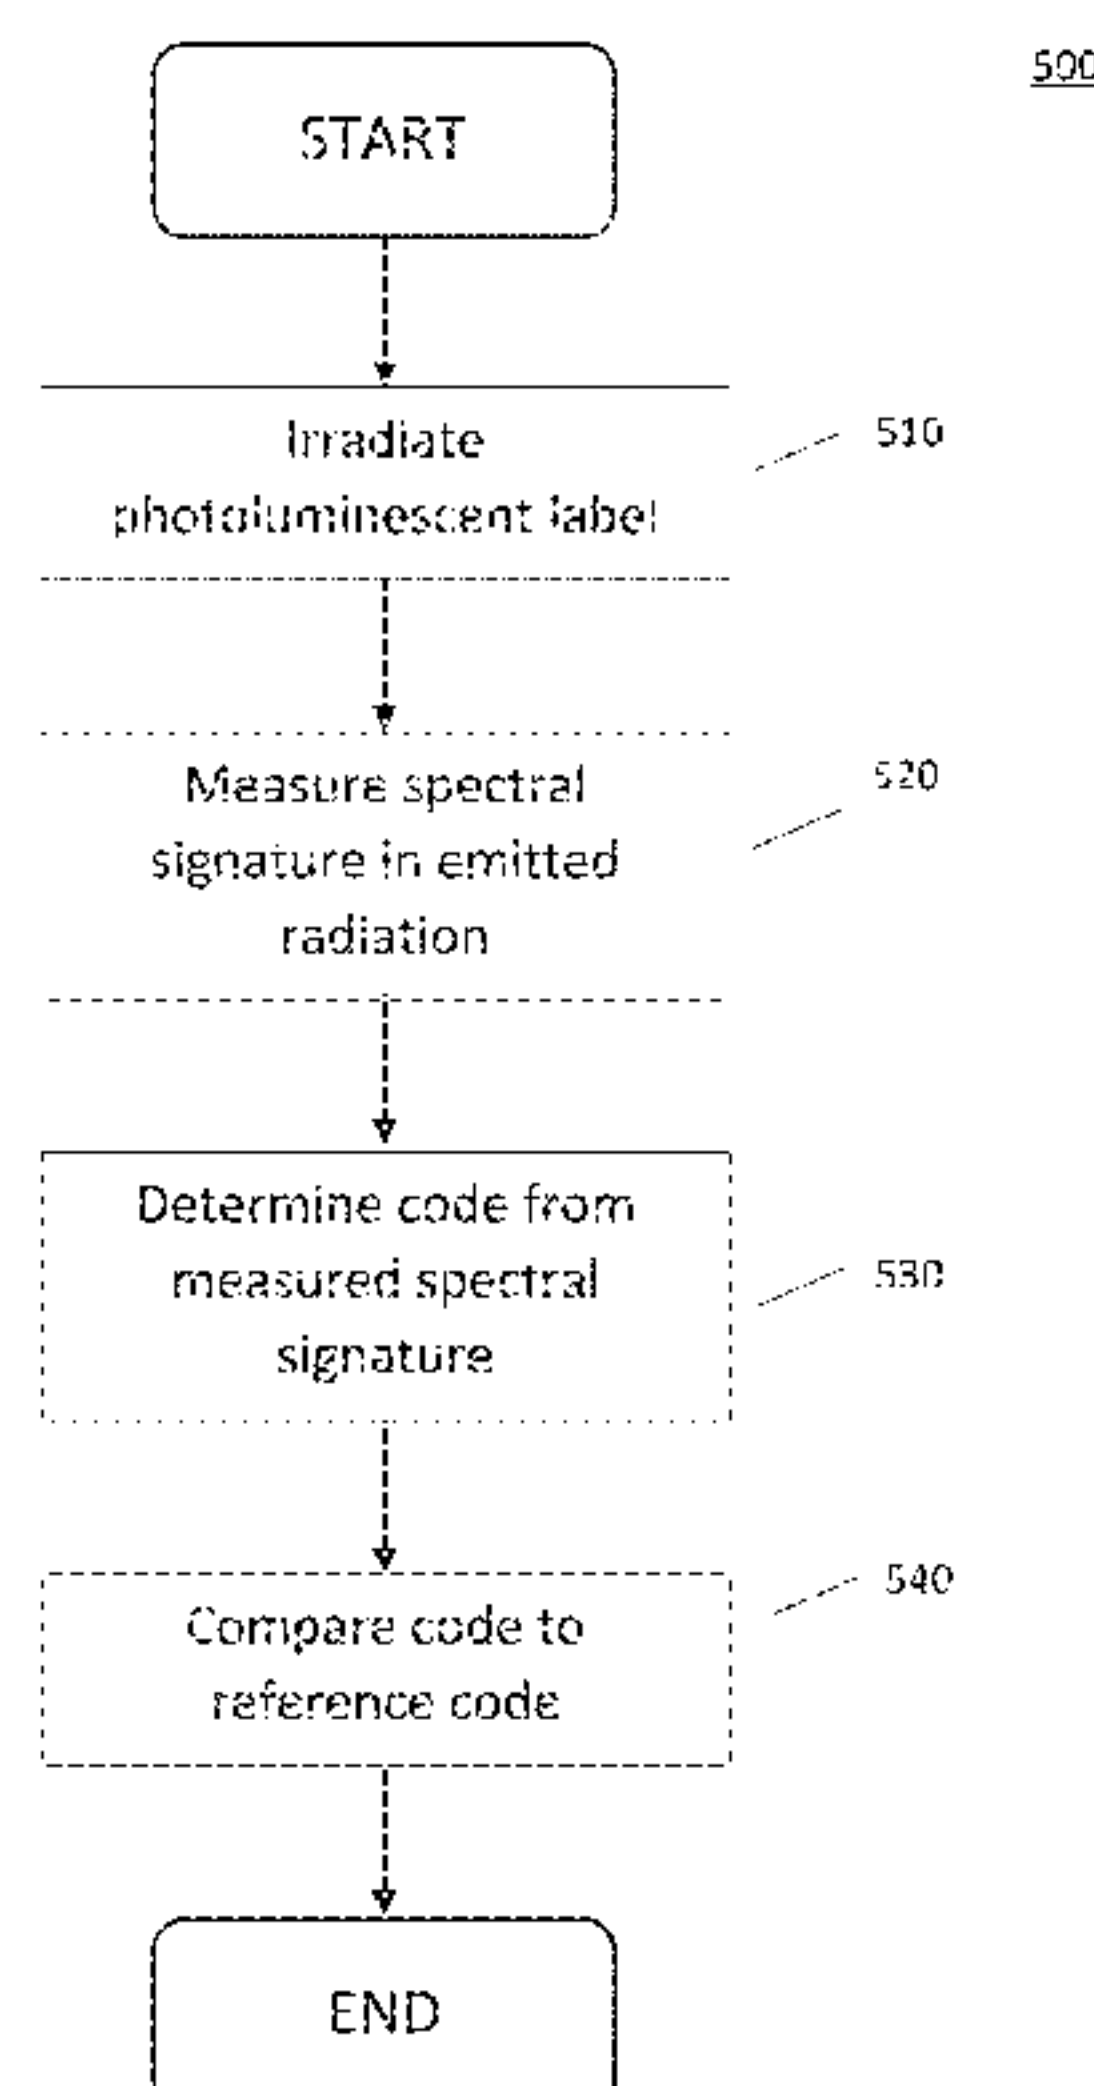 START
500
Irradiate
photoluminescent label
510
Measure spectral
signature in emitted
radiation
520
Determine code from
measured spectral
signature
530
Compare code to
reference code
540
END